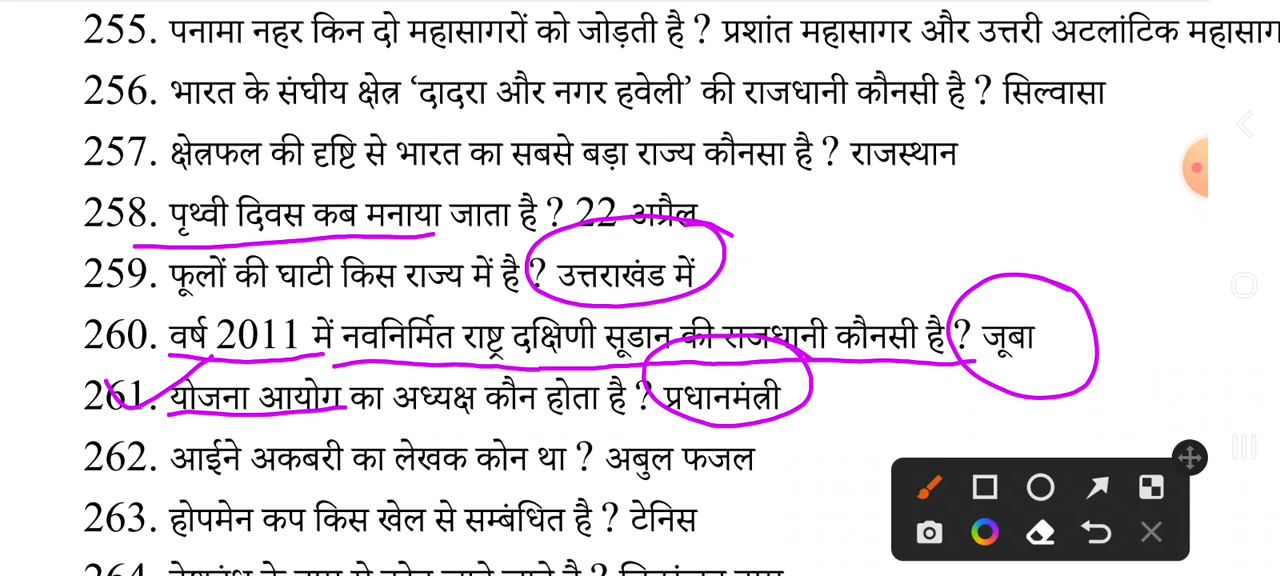 255. पनामा नहर किन दो महासागरों को जोड़ती है ? प्रशांत महासागर और उत्तरी अटलांटिक
256. भारत के संघीय क्षेत्र ‘दादरा और नगर हवेली’ की राजधानी कौनसी है ? सिल्वासा
257. क्षेत्रफल की दृष्टि से भारत का सबसे बड़ा राज्य कौनसा है ? राजस्थान
258. पृथ्वी दिवस कब मनाया जाता है ? 22 अप्रैल
259. फूलों की घाटी किस राज्य में है ? उत्तराखंड में
260. वर्ष 2011 में नवनिर्मित राष्ट्र दक्षिणी सूडान की राजधानी कौनसी है ? जूबा
261. योजना आयोग का अध्यक्ष कौन होता है ? प्रधानमंत्री
262. आईने अकबरी का लेखक कोन था ? अबुल फजल
263. होपमेन कप किस खेल से सम्बंधित है ? टेनिस